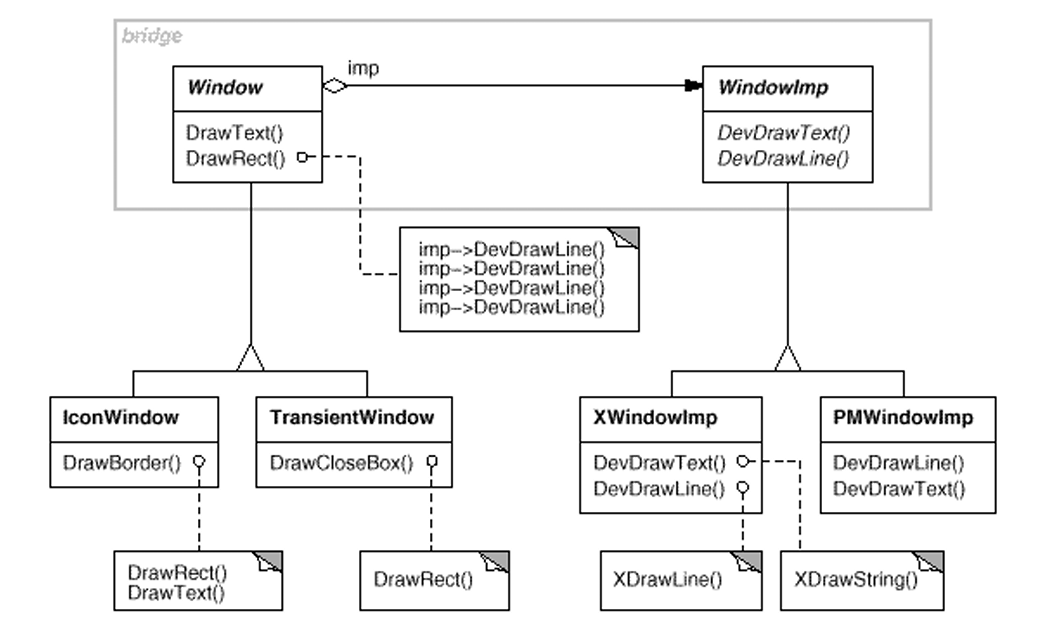 bridge
imp
Window
DrawText()
DrawRect()
WindowImp
DevDrawText()
DevDrawLine()
imp->DevDrawLine()
imp->DevDrawLine()
imp->DevDrawLine()
imp->DevDrawLine()
IconWindow
DrawBorder()
TransientWindow
DrawCloseBox()
XWindowImp
DevDrawText()
DevDrawLine()
PMWindowImp
DevDrawLine()
DevDrawText()
DrawRect()
DrawText()
DrawRect()
XDrawLine()
XDrawString()